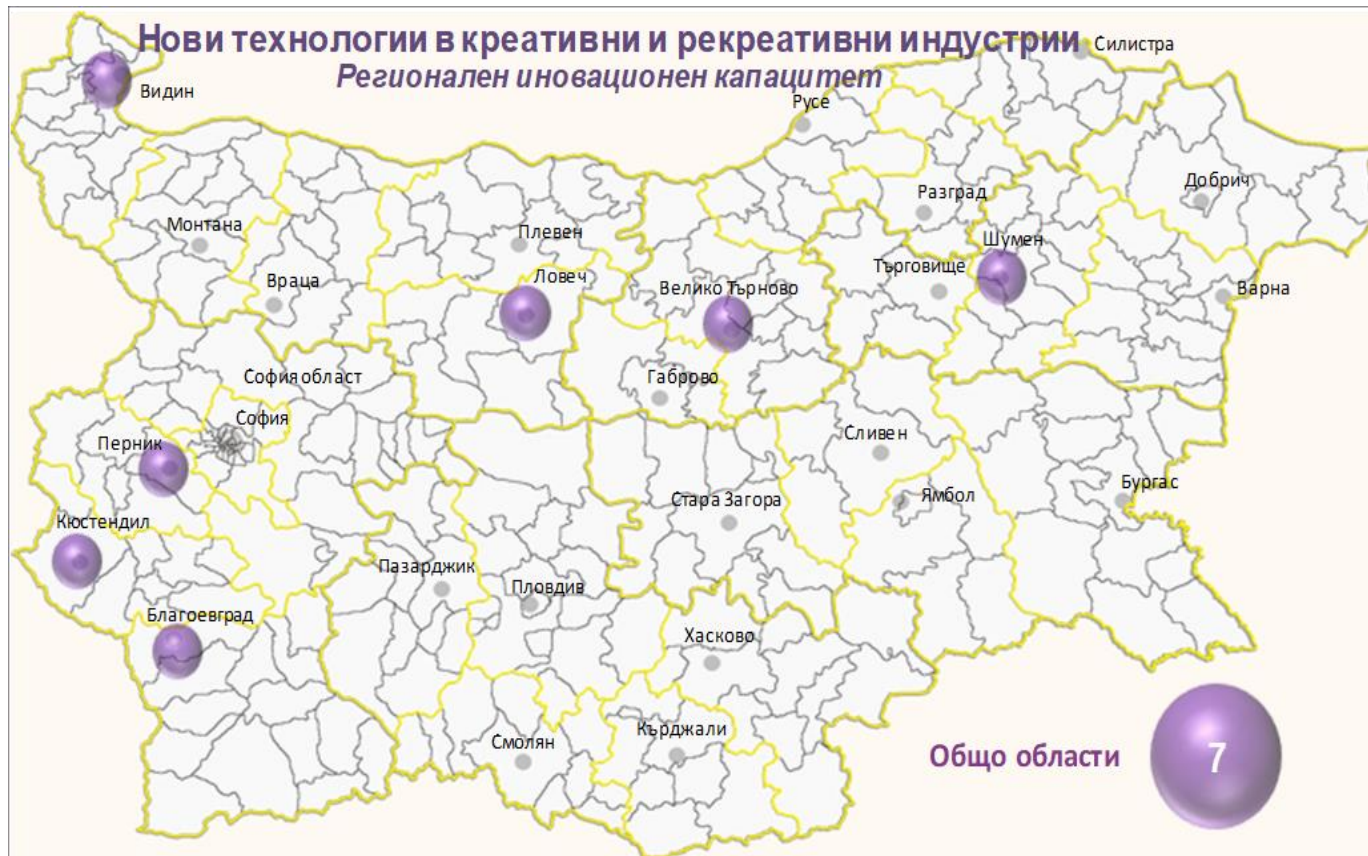 Нови технологии в креативни и рекреативни индустрии
Регионален иновационен капацитет
Силистра
Видин
Русе
Добрич
Разград
Монтана
Плевен
Шумен
Ловеч
Търговище
Велико Търново
Враца
Варна
София област
Габрово
София
Перник
Сливен
Стара Загора
Ямбол
Бургас
Кюстендил
Пазарджик
Пловдив
Благоевград
Хасково
Смолян
Кърджали
Общо области
7